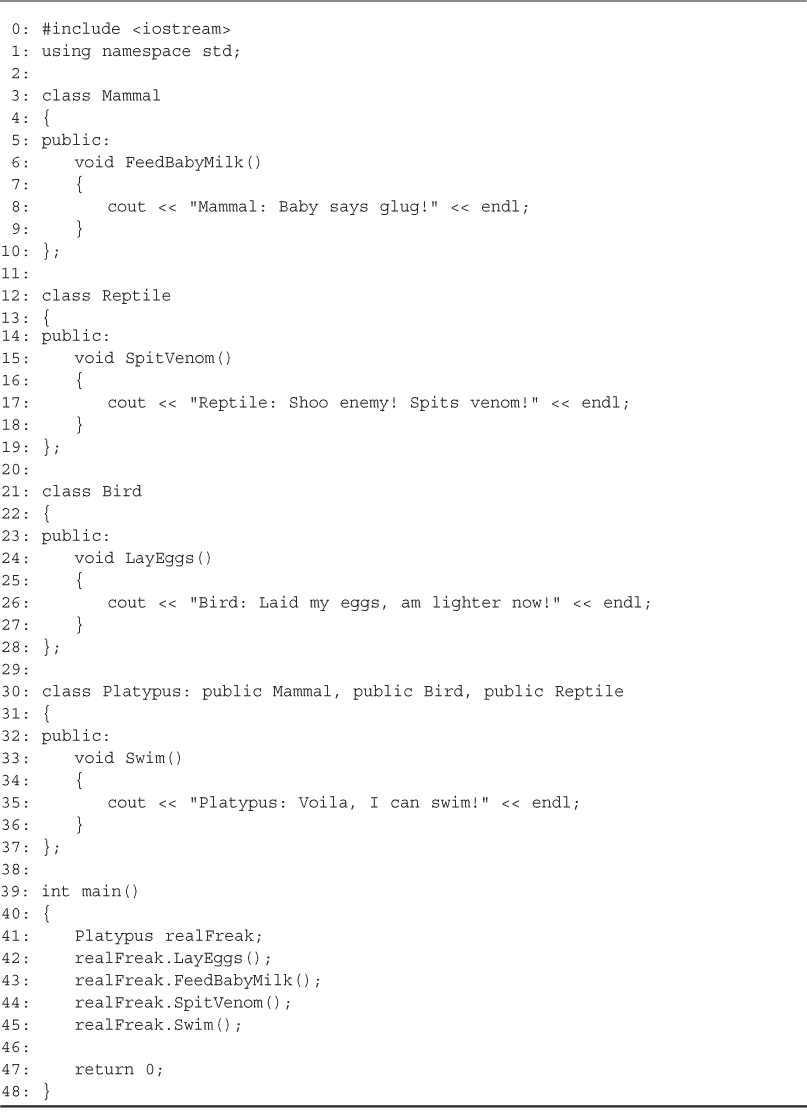 0: #include <iostream>
1: using namespace std;
2:
3: class Mammal
4: {
5: public:
6:    void FeedBabyMilk()
7:    {
8:       cout << "Mammal: Baby says glug!" << endl;
9:    }
10: };
11:
12: class Reptile
13: {
14: public:
15:    void SpitVenom()
16:    {
17:       cout << "Reptile: Shoo enemy! Spits venom!" << endl;
18:    }
19: };
20:
21: class Bird
22: {
23: public:
24:    void LayEggs()
25:    {
26:       cout << "Bird: Laid my eggs, am lighter now!" << endl;
27:    }
28: };
29:
30: class Platypus: public Mammal, public Bird, public Reptile
31: {
32: public:
33:    void Swim()
34:    {
35:       cout << "Platypus: Voila, I can swim!" << endl;
36:    }
37: };
38:
39: int main()
40: {
41:    Platypus realFreak;
42:    realFreak.LayEggs();
43:    realFreak.FeedBabyMilk();
44:    realFreak.SpitVenom();
45:    realFreak.Swim();
46:
47:    return 0;
48: }